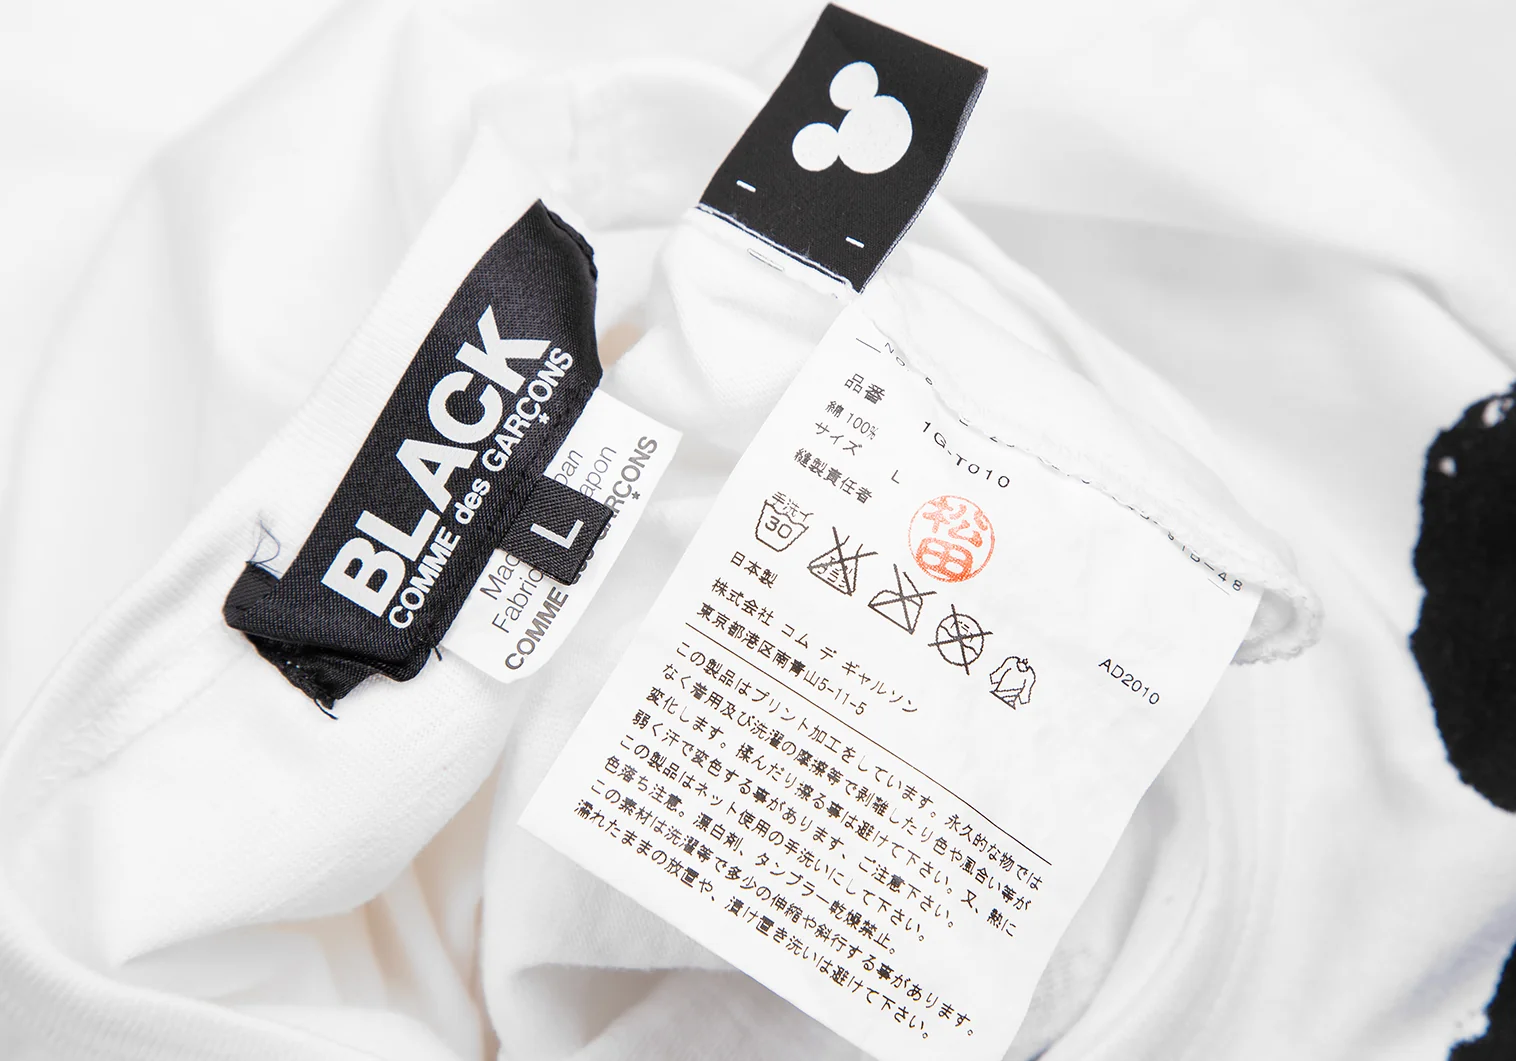 BLACK
COMME des GARÇONS
L
COMME GARÇONS
品番
1G-T010
綿 100%
サイズ
L
縫製責任者
松田
手洗イ
30
日本製
株式会社 コム デ ギャルソン
東京都港区南青山5-11-5
AD2010
この製品はプリント加工をしています。永久的な物では
なく着用及び洗濯の摩擦等で剥離したり色や風合い等が
変化します。揉んだり擦る事は避けて下さい。又、熱に
弱く汗で変色する事があります、ご注意下さい。
この製品はネット使用の手洗いにして下さい。
色落ち注意。漂白剤、タンブラー乾燥禁止。
この素材は洗濯等で多少の伸縮や斜行する事があります。
濡れたままの放置や、漬け置き洗いは避けて下さい。